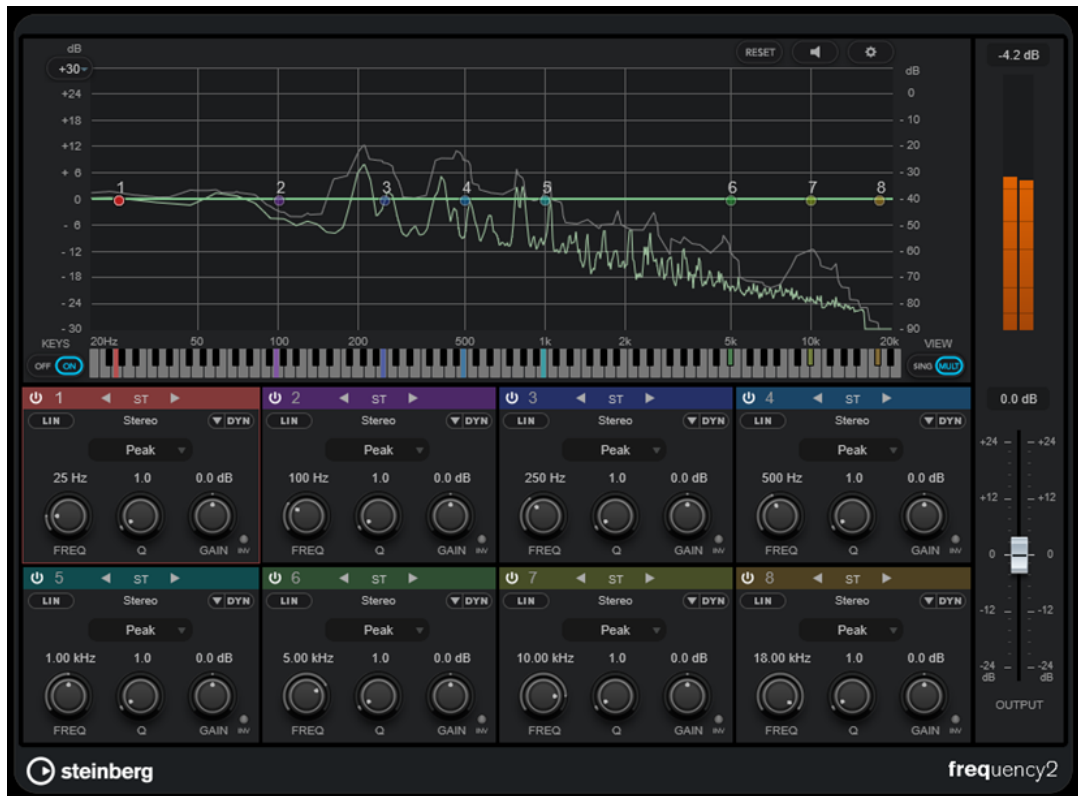 dB
RESET
-4.2 dB
+30
dB
+24
0
+18
- 10
+12
- 20
+ 6
- 30
1 2 3 4 5 6 7 8
0
- 40
- 6
- 50
- 12
- 60
- 18
-70
- 24
- 80
- 30
- 90
KEYS
20Hz 50 100 200 500 1k 2k 5k 10k 20k
VIEW
OFF ON
SING MULT
1 ST
2 ST
3 ST
4 ST
0.0 dB
LIN Stereo DYN
LIN Stereo DYN
LIN Stereo DYN
LIN Stereo DYN
Peak
Peak
Peak
Peak
25 Hz 1.0 0.0 dB
100 Hz 1.0 0.0 dB
250 Hz 1.0 0.0 dB
500 Hz 1.0 0.0 dB
FREQ Q GAIN INV
FREQ Q GAIN INV
FREQ Q GAIN INV
FREQ Q GAIN INV
5 ST
6 ST
7 ST
8 ST
LIN Stereo DYN
LIN Stereo DYN
LIN Stereo DYN
LIN Stereo DYN
Peak
Peak
Peak
Peak
1.00 kHz 1.0 0.0 dB
5.00 kHz 1.0 0.0 dB
10.00 kHz 1.0 0.0 dB
18.00 kHz 1.0 0.0 dB
FREQ Q GAIN INV
FREQ Q GAIN INV
FREQ Q GAIN INV
FREQ Q GAIN INV
+24 +24
+12 +12
0 0
-12 -12
-24 -24
dB dB
OUTPUT
steinberg
frequency2